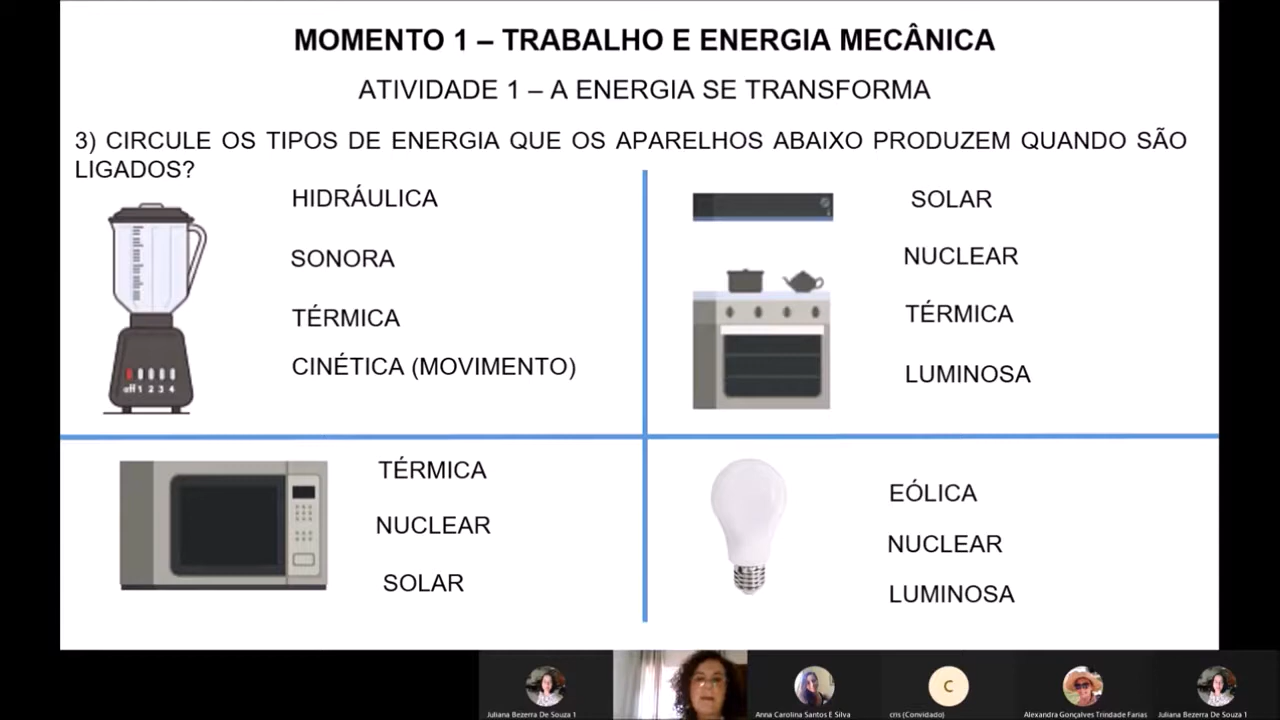 MOMENTO 1 – TRABALHO E ENERGIA MECÂNICA
ATIVIDADE 1 – A ENERGIA SE TRANSFORMA
3) CIRCULE OS TIPOS DE ENERGIA QUE OS APARELHOS ABAIXO PRODUZEM QUANDO SÃO
LIGADOS?
HIDRÁULICA
SONORA
TÉRMICA
CINÉTICA (MOVIMENTO)
off 1 2 3 4
SOLAR
NUCLEAR
TÉRMICA
LUMINOSA
TÉRMICA
NUCLEAR
SOLAR
EÓLICA
NUCLEAR
LUMINOSA
C
Juliana Bezerra De Souza 1
Anna Carolina Santos E Silva
cris (Convidado)
Alexandra Gonçalves Trindade Farias
Juliana Bezerra De Souza 1